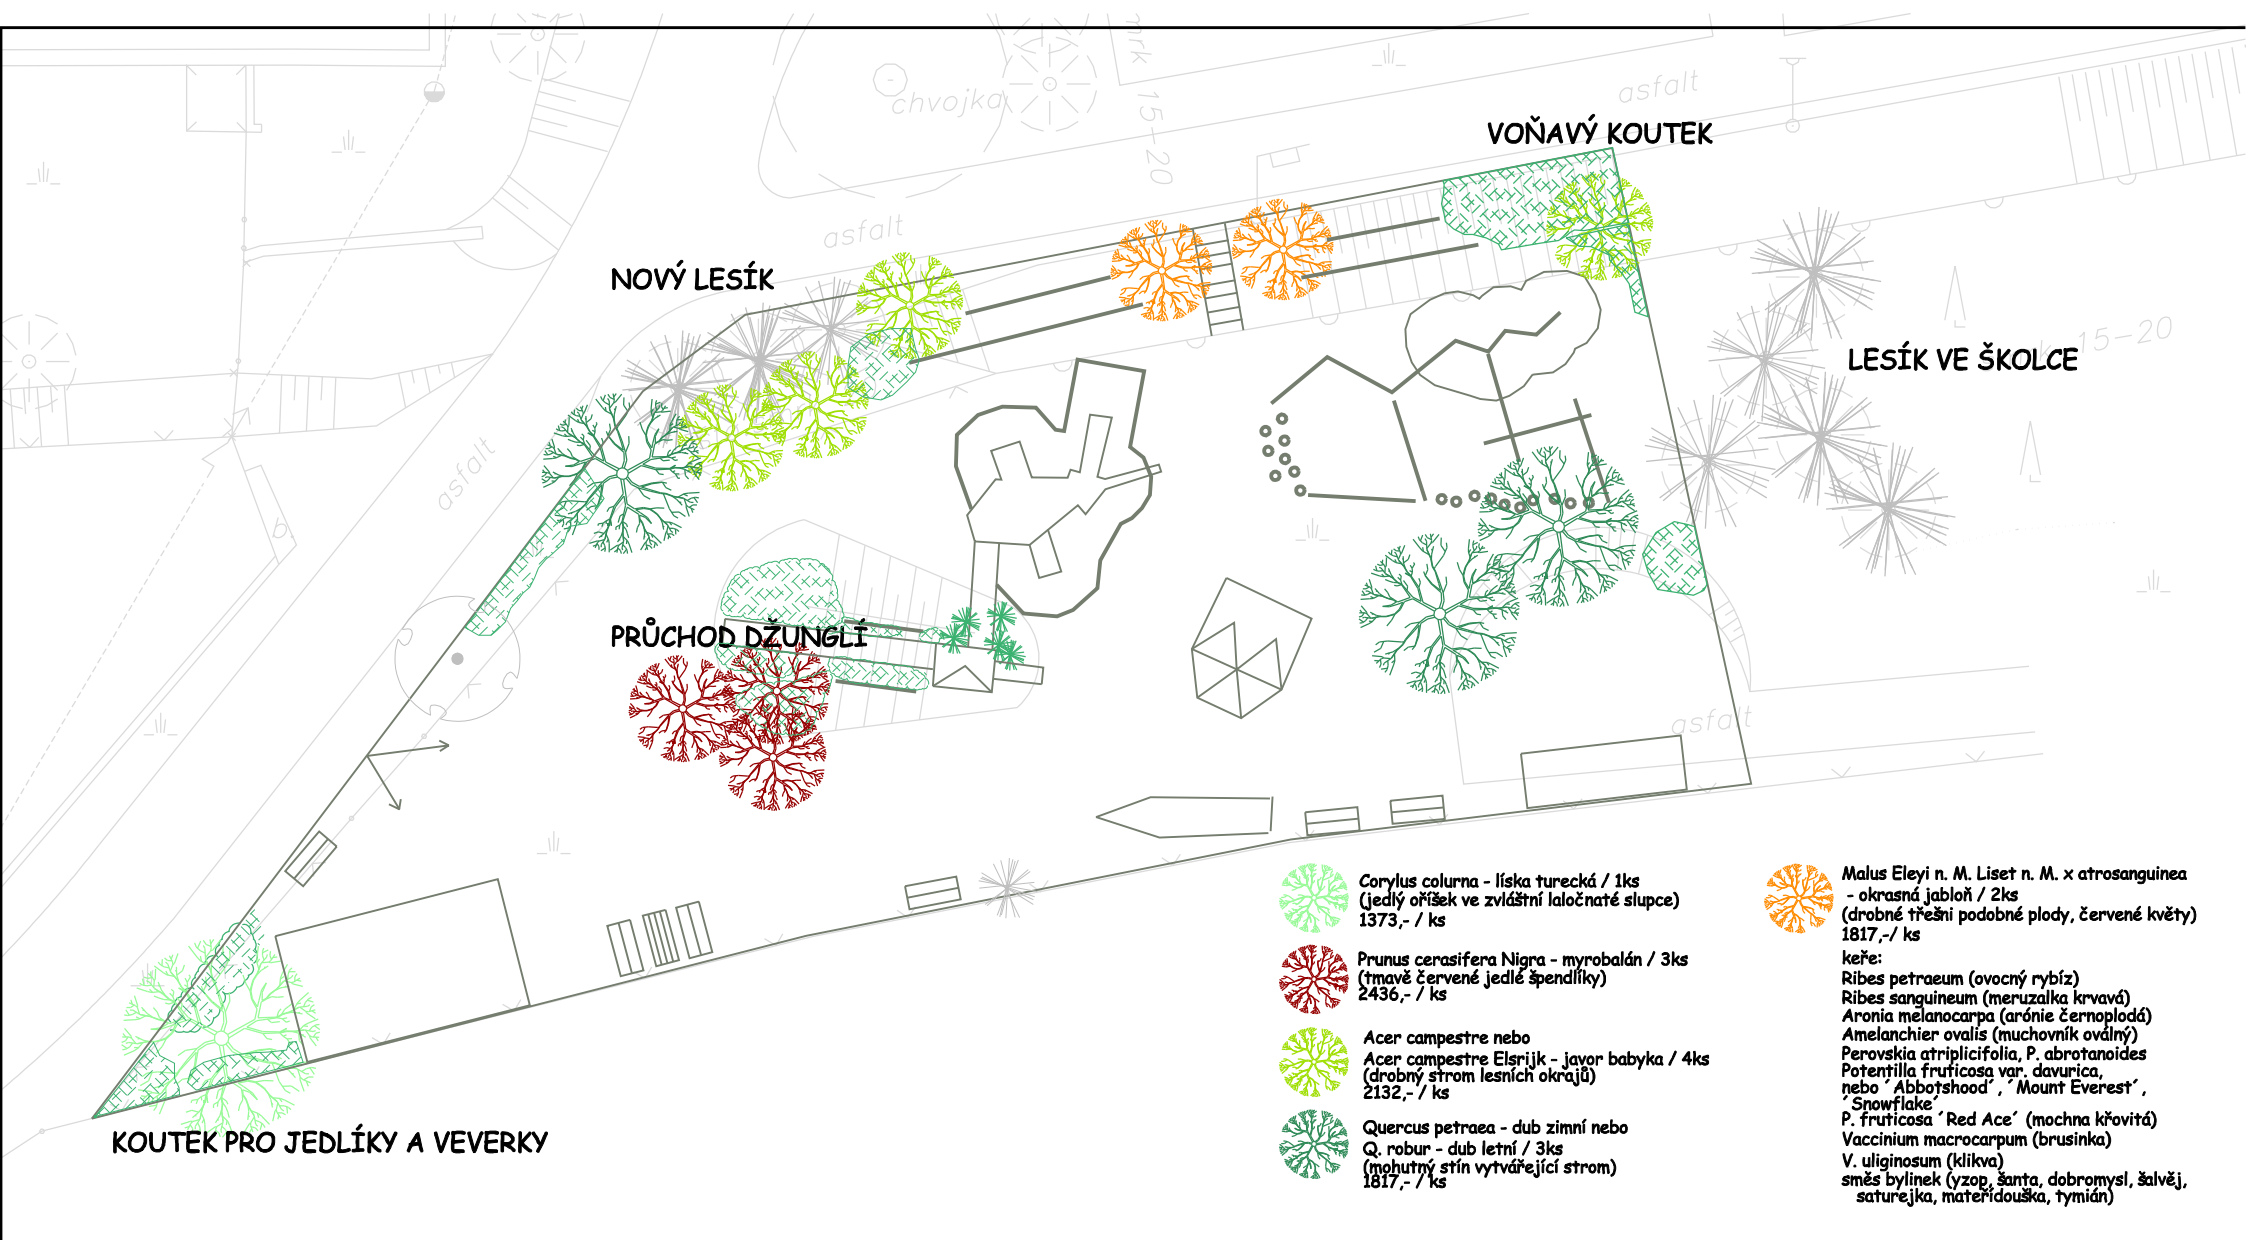 mrk 15-20
chvojka
asfalt
VOŇAVÝ KOUTEK
asfalt
NOVÝ LESÍK
15-20
LESÍK VE ŠKOLCE
asfalt
b.
PRŮCHOD DŽUNGLÍ
asfalt
KOUTEK PRO JEDLÍKY A VEVERKY
Corylus colurna - líska turecká / 1ks
(jedlý oříšek ve zvláštní laločnaté slupce)
1373,- / ks
Prunus cerasifera Nigra - myrobalán / 3ks
(tmavě červené jedlé špendlíky)
2436,- / ks
Acer campestre nebo
Acer campestre Elsrijk - javor babyka / 4ks
(drobný strom lesních okrajů)
2132,- / ks
Quercus petraea - dub zimní nebo
Q. robur - dub letní / 3ks
(mohutný stín vytvářející strom)
1817,- / ks
Malus Eleyi n. M. Liset n. M. x atrosanguinea
- okrasná jabloň / 2ks
(drobné třešni podobné plody, červené květy)
1817,-/ ks
keře:
Ribes petraeum (ovocný rybíz)
Ribes sanguineum (meruzalka krvavá)
Aronia melanocarpa (arónie černoplodá)
Amelanchier ovalis (muchovník oválný)
Perovskia atriplicifolia, P. abrotanoides
Potentilla fruticosa var. davurica,
nebo ´Abbotshood´, ´Mount Everest´,
´Snowflake´
P. fruticosa ´Red Ace´ (mochna křovitá)
Vaccinium macrocarpum (brusinka)
V. uliginosum (klikva)
směs bylinek (yzop, šanta, dobromysl, šalvěj,
saturejka, mateřídouška, tymián)